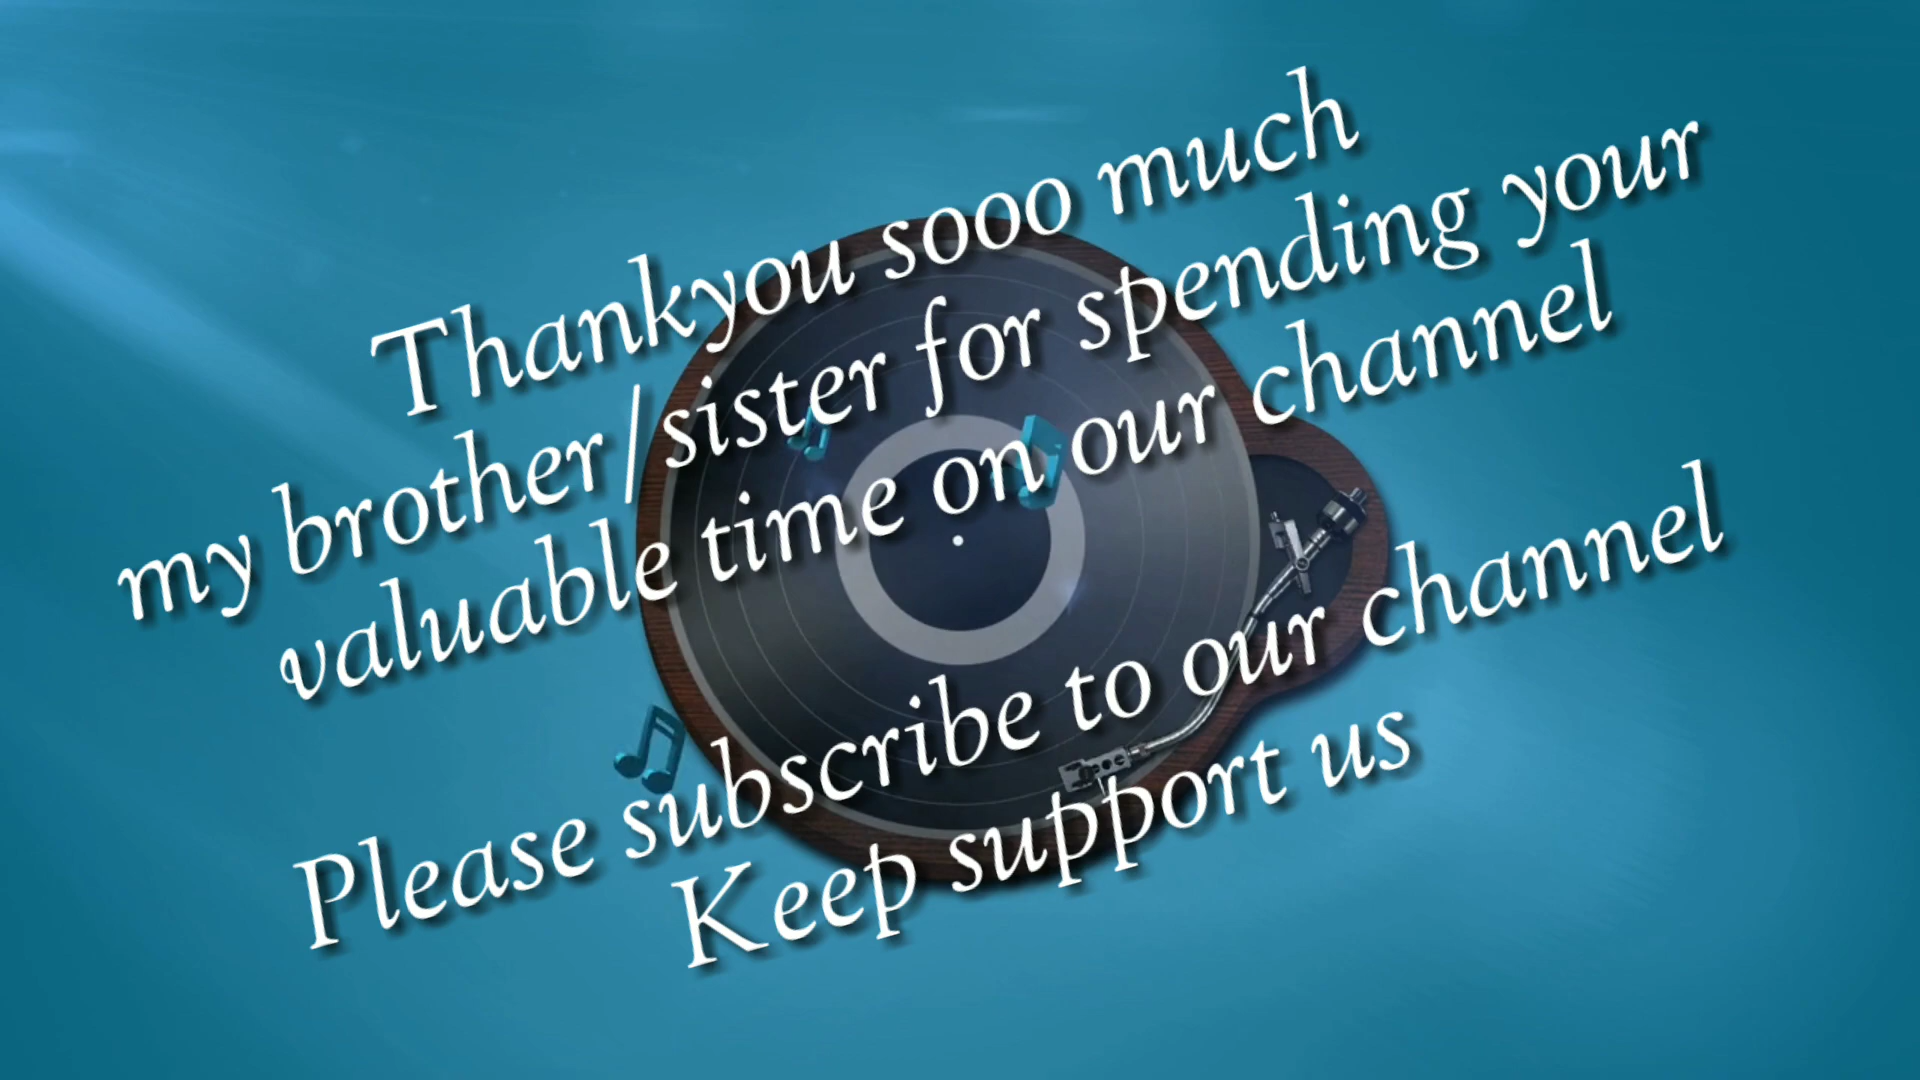 Thankyou sooo much
my brother/sister for spending your
valuable time on our channel
Please subscribe to our channel
Keep support us